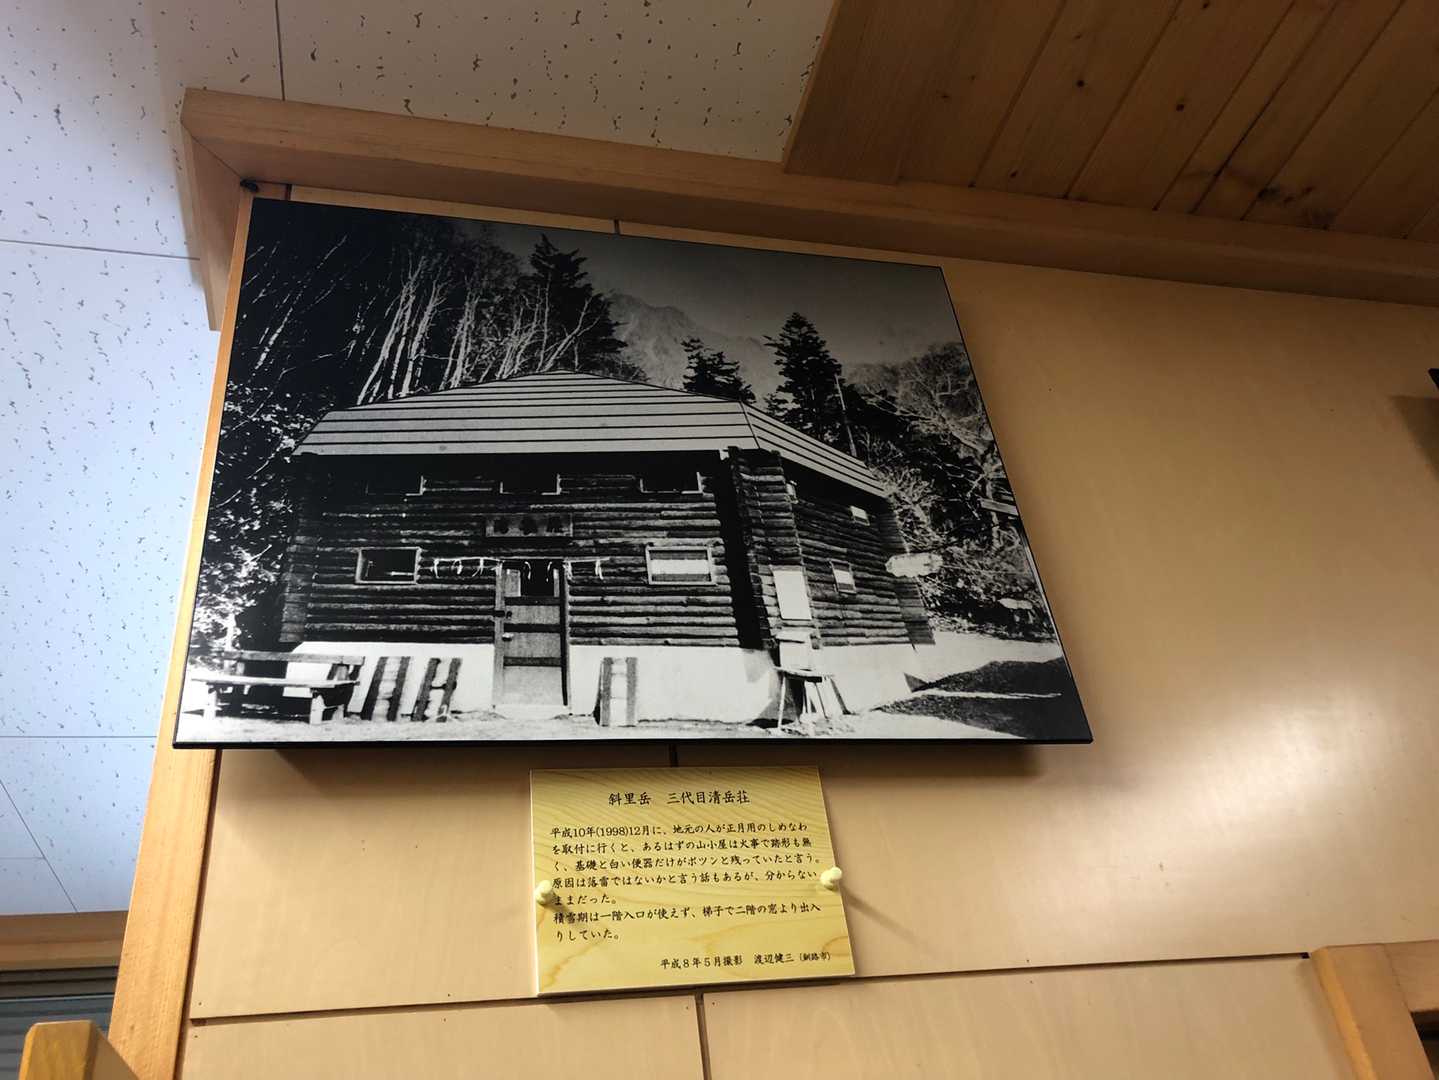 斜里岳　三代目清岳荘
平成10年(1998)12月に、地元の人が正月用のしめなわ
を取付に行くと、あるはずの山小屋は火事で跡形も無
く、基礎と白い便器だけがポツンと残っていたと言う。
原因は落雷ではないかと言う話もあるが、分からない
ままだった。
積雪期は一階入口が使えず、梯子で二階の窓より出入
りしていた。
平成８年５月撮影　渡辺健三（釧路市）